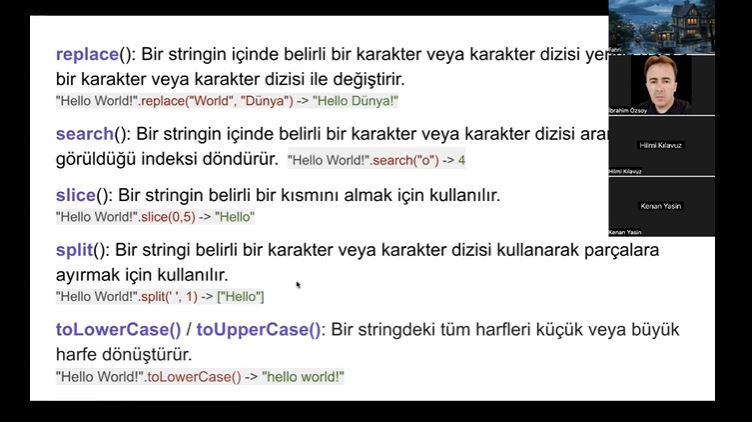 replace(): Bir stringin içinde belirli bir karakter veya karakter dizisi
bir karakter veya karakter dizisi ile değiştirir.
"Hello World!".replace("World", "Dünya") -> "Hello Dünya!"
search(): Bir stringin içinde belirli bir karakter veya karakter dizisi
görüldüğü indeksi döndürür. "Hello World!".search("o") -> 4
slice(): Bir stringin belirli bir kısmını almak için kullanılır.
"Hello World!".slice(0,5) -> "Hello"
split(): Bir stringi belirli bir karakter veya karakter dizisi kullanarak parçalara
ayırmak için kullanılır.
"Hello World!".split(' ', 1) -> ["Hello"]
toLowerCase() / toUpperCase(): Bir stringdeki tüm harfleri küçük veya büyük
harfe dönüştürür.
"Hello World!".toLowerCase() -> "hello world!"
Fahri
İbrahim Özsoy
Hilmi Kılavuz
Hilmi Kılavuz
Kenan Yasin
Kenan Yasin